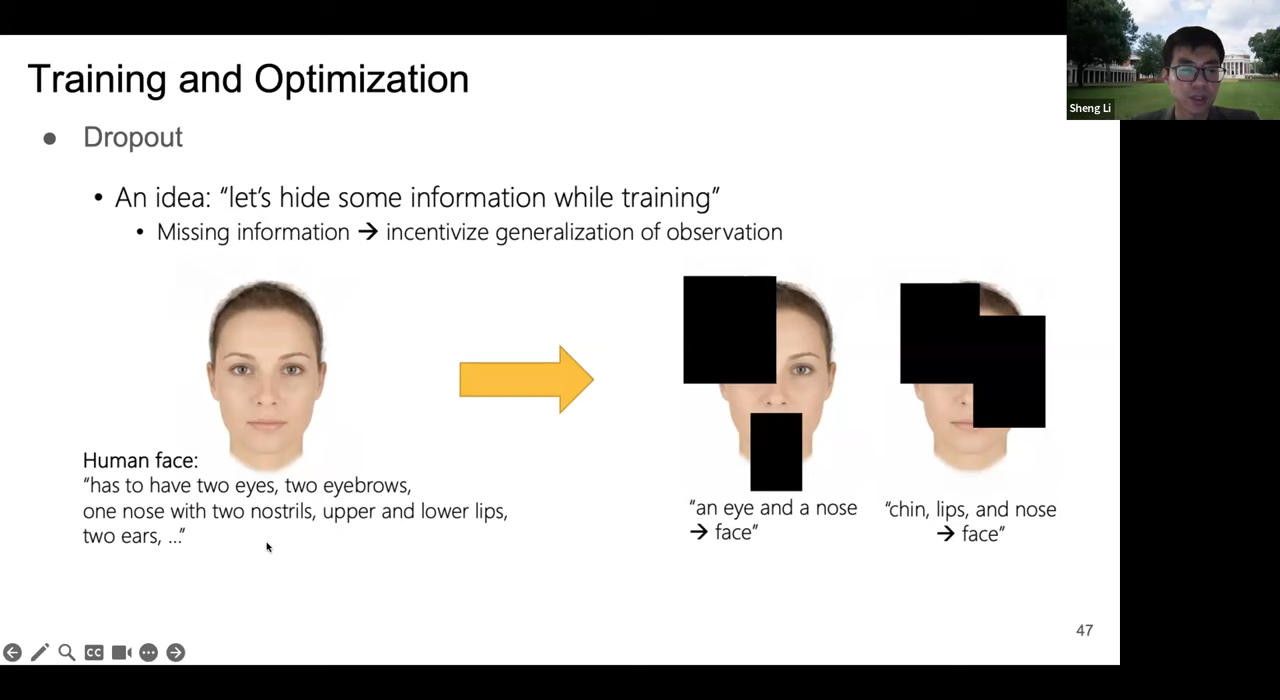 Training and Optimization
Sheng Li
● Dropout
• An idea: “let’s hide some information while training”
• Missing information → incentivize generalization of observation
Human face:
“has to have two eyes, two eyebrows,
one nose with two nostrils, upper and lower lips,
two ears, ...”
“an eye and a nose
→ face”
“chin, lips, and nose
→ face”
47
CC